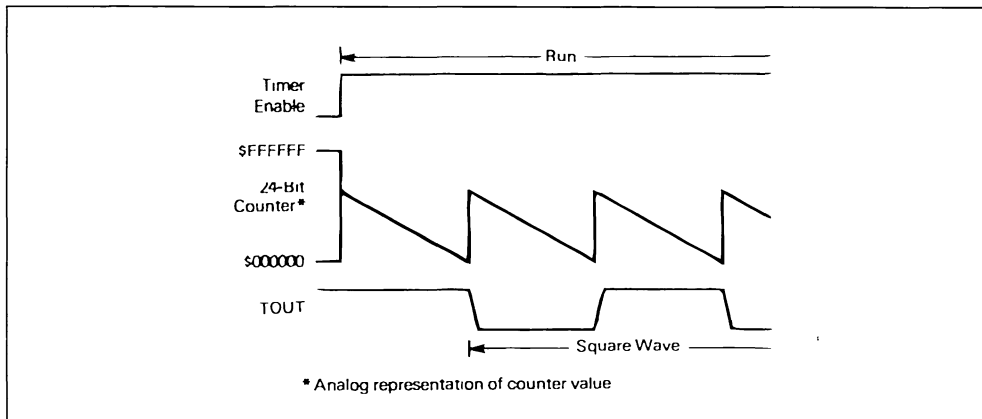 Run
Timer
Enable
$FFFFFF
24-Bit
Counter*
$000000
TOUT
Square Wave
* Analog representation of counter value